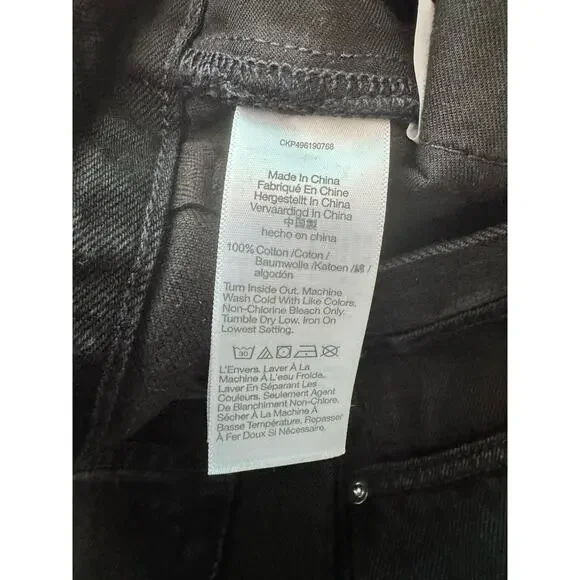 CKP496190768
Made In China
Fabriqué En Chine
Hergestellt In China
Vervaardigd In China
中国製
hecho en china
100% Cotton /Coton /
Baumwolle /Katoen /綿 /
algodón
Turn Inside Out. Machine
Wash Cold With Like Colors.
Non-Chlorine Bleach Only.
Tumble Dry Low. Iron On
Lowest Setting.
30
L'Envers. Laver À La
Machine À L'eau Froide.
Laver En Séparant Les
Couleurs. Seulement Agent
De Blanchiment Non-Chlore.
Sécher À La Machine À
Basse Température. Repasser
À Fer Doux Si Nécessaire.